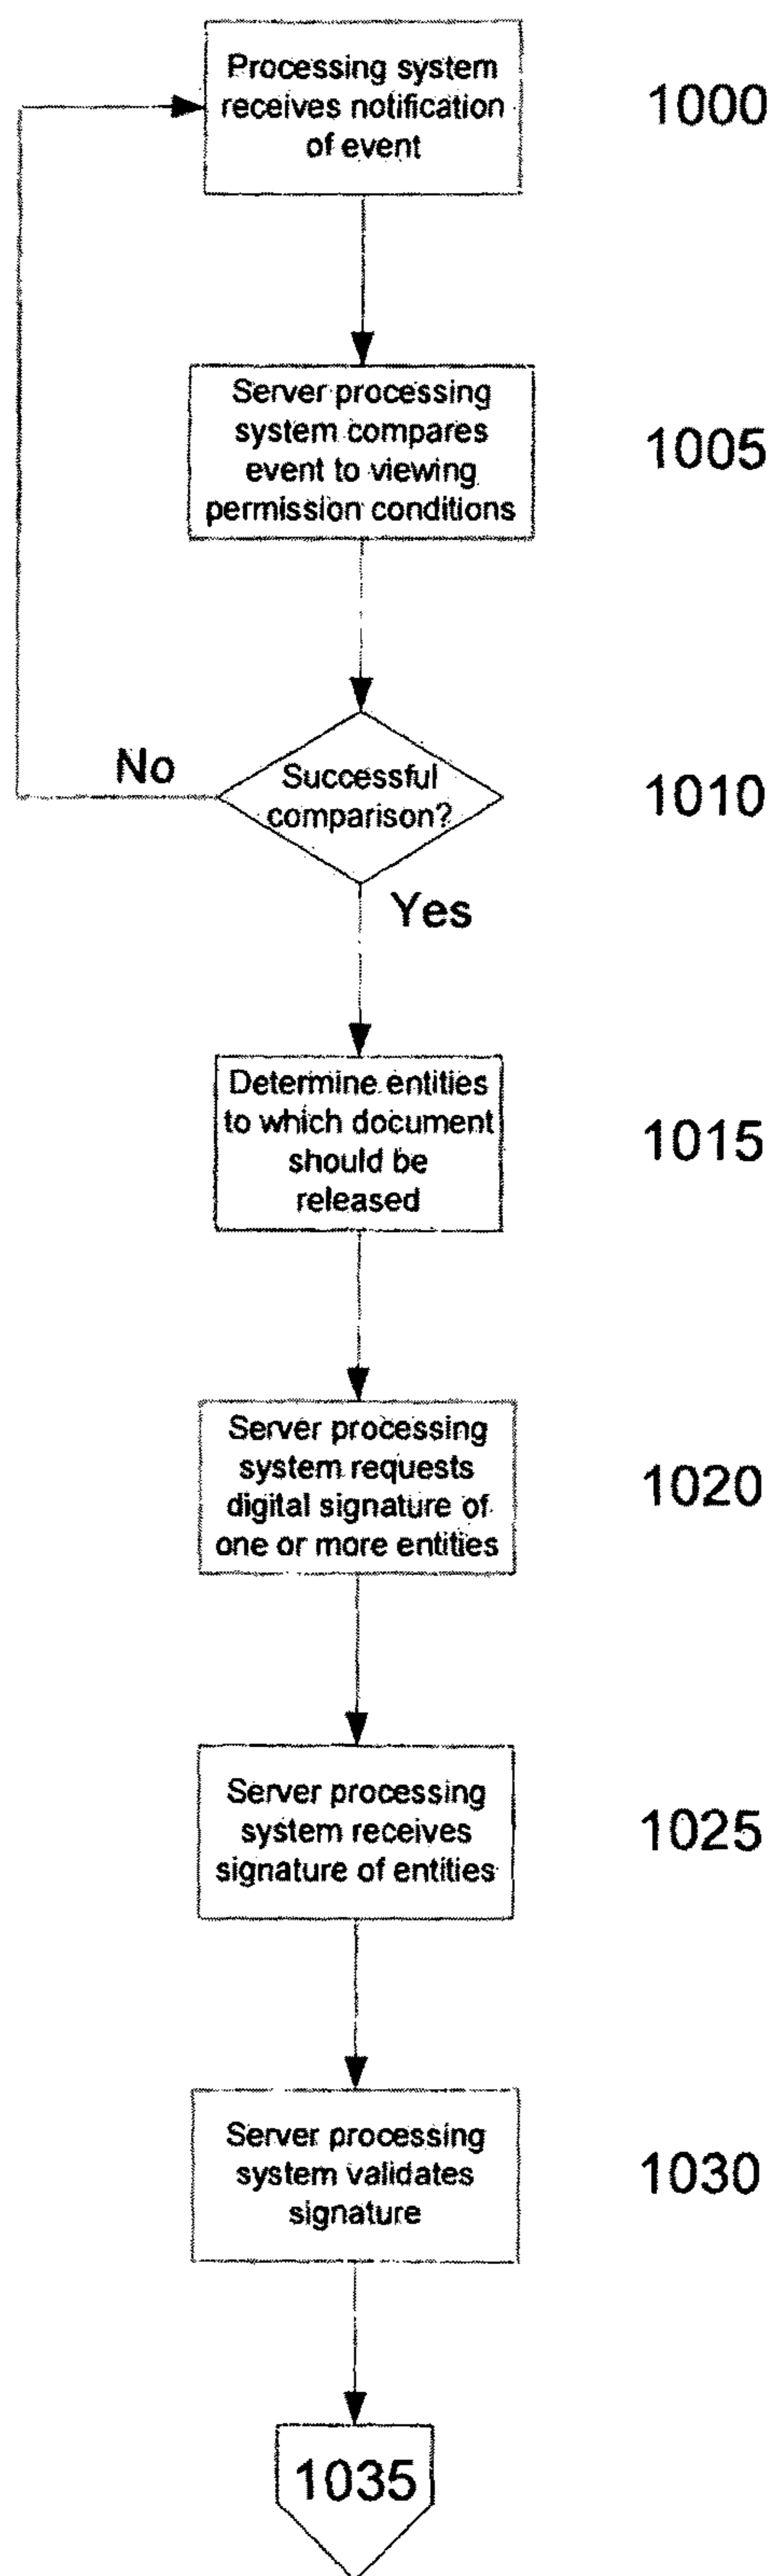 Processing system
receives notification
of event
1000
Server processing
system compares
event to viewing
permission conditions
1005
No
Successful
comparison?
1010
Yes
Determine entities
to which document
should be
released
1015
Server processing
system requests
digital signature of
one or more entities
1020
Server processing
system receives
signature of entities
1025
Server processing
system validates
signature
1030
1035